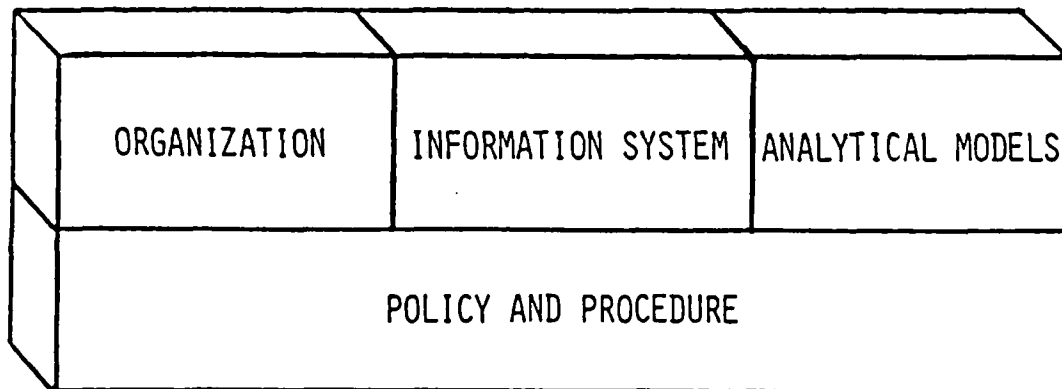 ORGANIZATION
INFORMATION SYSTEM
ANALYTICAL MODELS
POLICY AND PROCEDURE